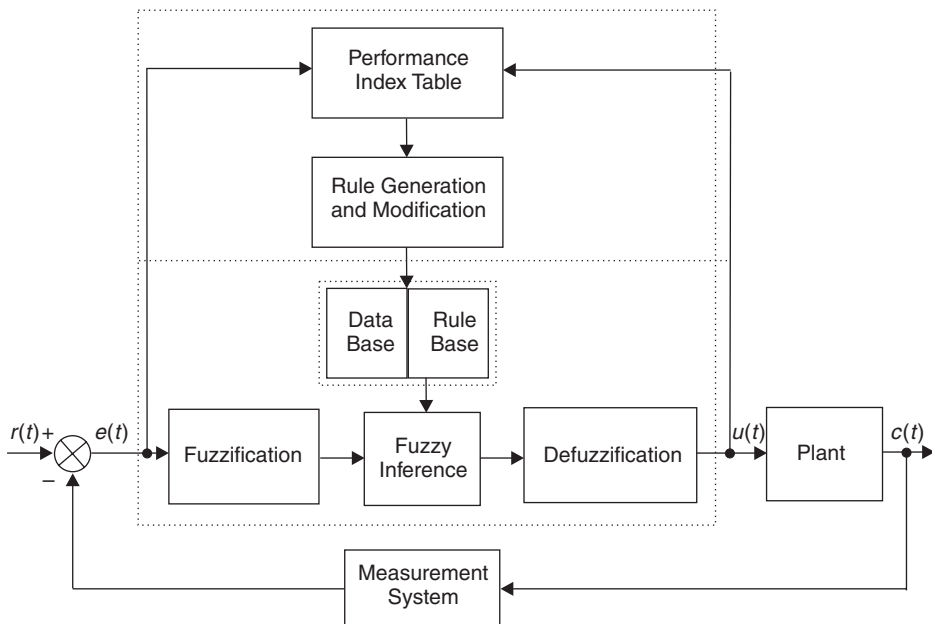 Performance
Index Table
Rule Generation
and Modification
Data
Base
Rule
Base
r(t)
+
e(t)
−
Fuzzification
Fuzzy
Inference
Defuzzification
u(t)
Plant
c(t)
Measurement
System